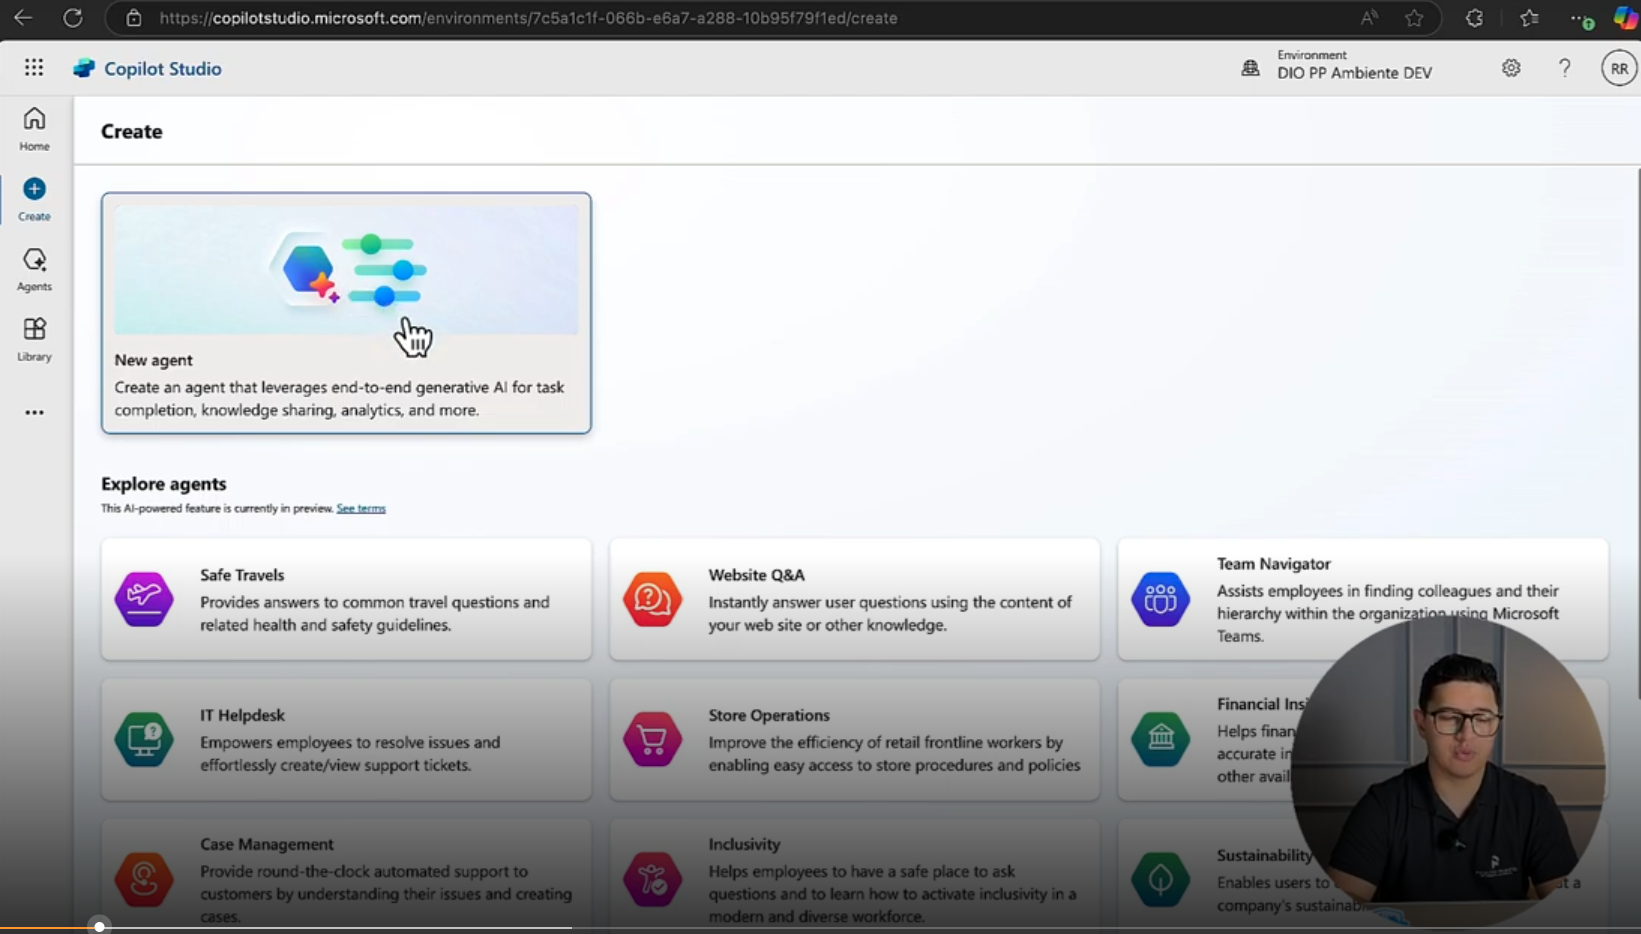 https://copilotstudio.microsoft.com/environments/7c5a1c1f-066b-e6a7-a288-10b95f79f1ed/create
Copilot Studio
Environment
DIO PP Ambiente DEV
RR
Home
Create
Agents
Library
Create
New agent
Create an agent that leverages end-to-end generative AI for task
completion, knowledge sharing, analytics, and more.
Explore agents
This AI-powered feature is currently in preview. See terms
Safe Travels
Provides answers to common travel questions and
related health and safety guidelines.
Website Q&A
Instantly answer user questions using the content of
your web site or other knowledge.
Team Navigator
Assists employees in finding colleagues and their
hierarchy within the organization using Microsoft
Teams.
IT Helpdesk
Empowers employees to resolve issues and
effortlessly create/view support tickets.
Store Operations
Improve the efficiency of retail frontline workers by
enabling easy access to store procedures and policies
Financial Ins
Helps finan
accurate in
other avail
Case Management
Provide round-the-clock automated support to
customers by understanding their issues and creating
cases.
Inclusivity
Helps employees to have a safe place to ask
questions and to learn how to activate inclusivity in a
modern and diverse workforce.
Sustainability
Enables users to
a
company's sustainab